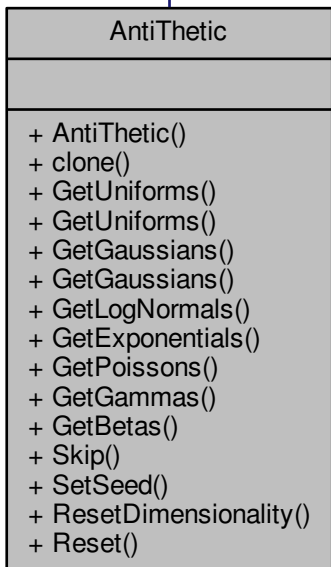 AntiThetic
+ AntiThetic()
+ clone()
+ GetUniforms()
+ GetUniforms()
+ GetGaussians()
+ GetGaussians()
+ GetLogNormals()
+ GetExponentials()
+ GetPoissons()
+ GetGammas()
+ GetBetas()
+ Skip()
+ SetSeed()
+ ResetDimensionality()
+ Reset()